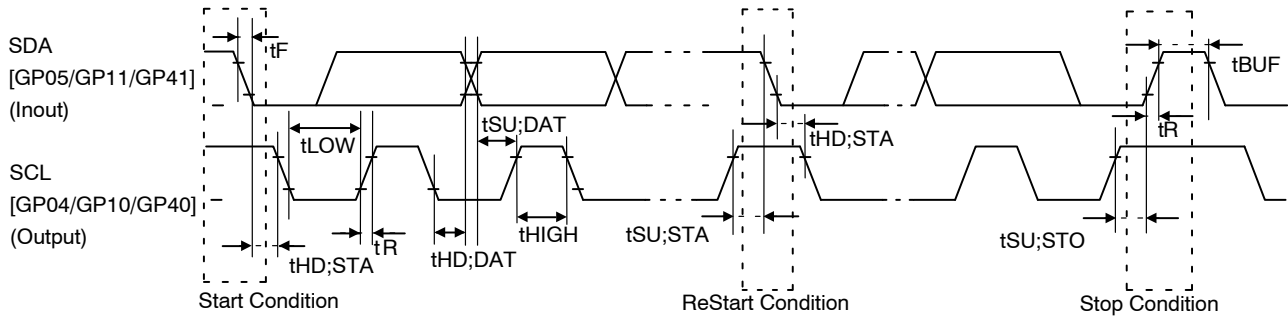 SDA
[GP05/GP11/GP41]
(Inout)
tF
tBUF
tSU;DAT
tLOW
tHD;STA
tR
SCL
[GP04/GP10/GP40]
(Output)
tHD;STA
tR
tHD;DAT
tHIGH
tSU;STA
tSU;STO
Start Condition
ReStart Condition
Stop Condition